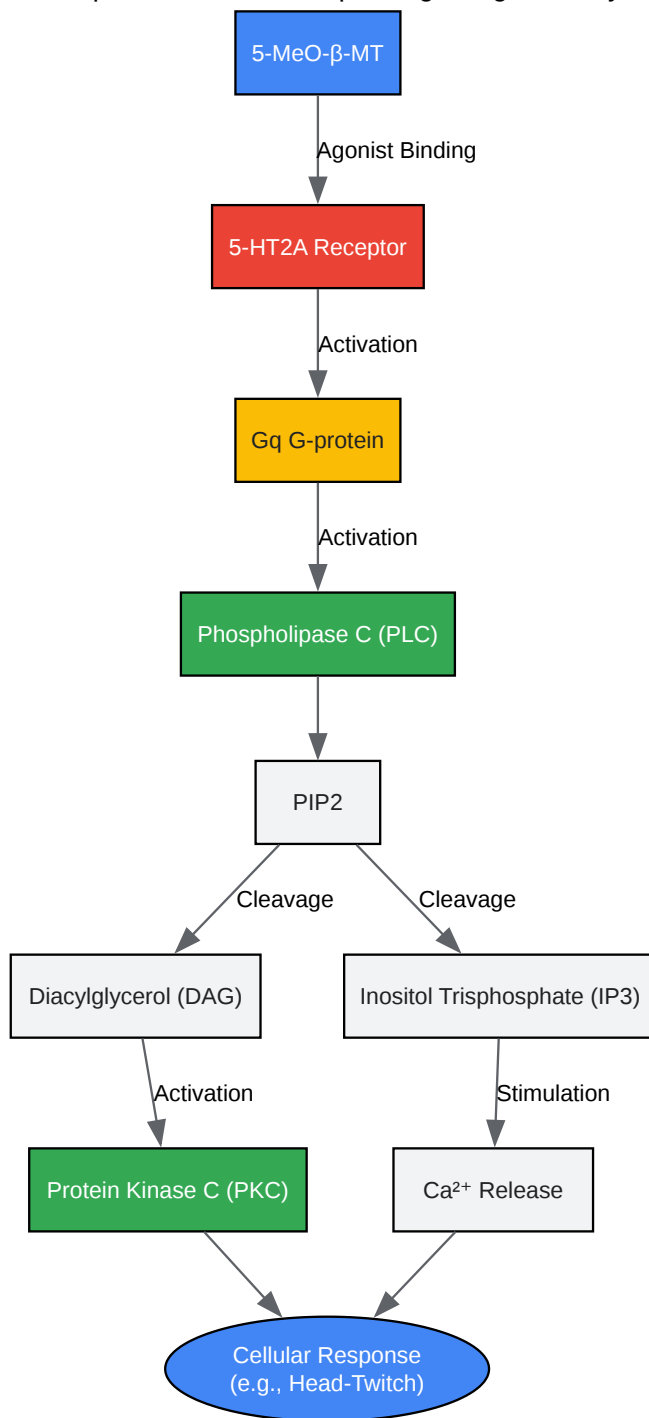 5-MeO-β-MT
Agonist Binding
5-HT2A Receptor
Activation
Gq G-protein
Activation
Phospholipase C (PLC)
PIP2
Cleavage
Cleavage
Diacylglycerol (DAG)
Inositol Trisphosphate (IP3)
Activation
Stimulation
Protein Kinase C (PKC)
Ca²⁺ Release
Cellular Response
(e.g., Head-Twitch)